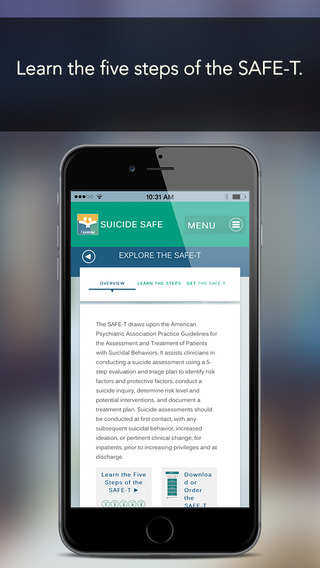 Learn the five steps of the SAFE-T.
10:31 AM
SUICIDE SAFE
MENU
EXPLORE THE SAFE-T
OVERVIEW
LEARN THE STEPS
GET THE SAFE-T
The SAFE-T draws upon the American
Psychiatric Association Practice Guidelines for
the Assessment and Treatment of Patients
with Suicidal Behaviors. It assists clinicians in
conducting a suicide assessment using a 5-
step evaluation and triage plan to identify risk
factors and protective factors, conduct a
suicide inquiry, determine risk level and
potential interventions, and document a
treatment plan. Suicide assessments should
be conducted at first contact, with any
subsequent suicidal behavior, increased
ideation, or pertinent clinical change; for
inpatients, prior to increasing privileges and at
discharge.
Learn the Five
Steps of the
SAFE-T ►
Downloa
d or
Order
the
SAFE-T